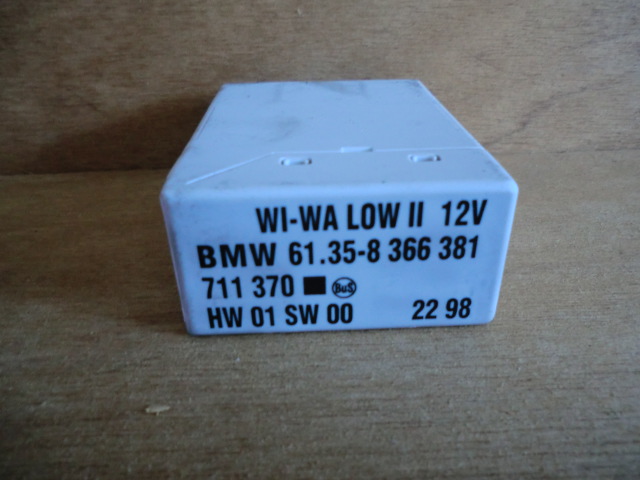 WI-WA LOW II 12V
BMW 61.35-8 366 381
711 370 BuS
HW 01 SW 00 22 98